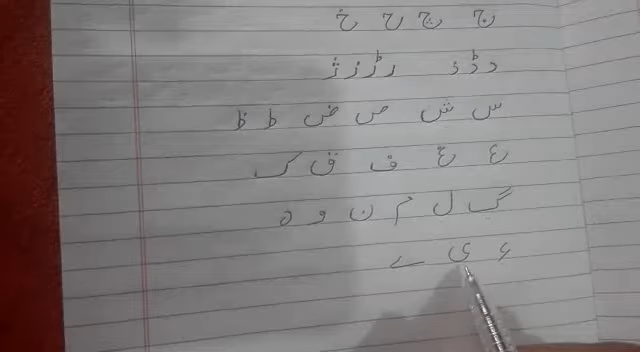 ج چ ح خ
د ڈ ذ ر ڑ ز ژ
س ش ص ض ط ظ
ع غ ف ق ک
گ ل م ن و ہ
ء ی ے